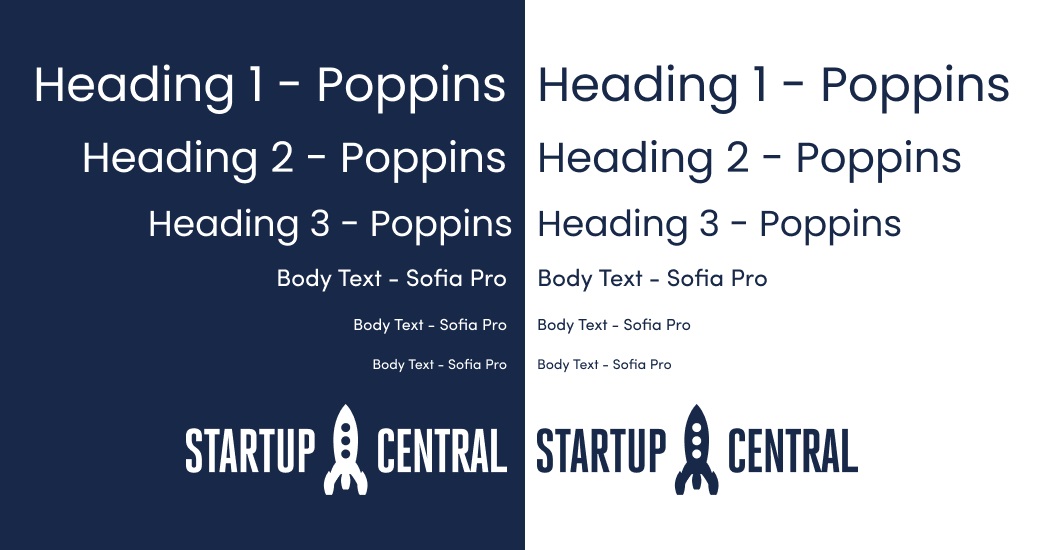 Heading 1 - Poppins
Heading 2 - Poppins
Heading 3 - Poppins
Body Text - Sofia Pro
Body Text - Sofia Pro
Body Text - Sofia Pro
STARTUP CENTRAL
Heading 1 - Poppins
Heading 2 - Poppins
Heading 3 - Poppins
Body Text - Sofia Pro
Body Text - Sofia Pro
Body Text - Sofia Pro
STARTUP CENTRAL